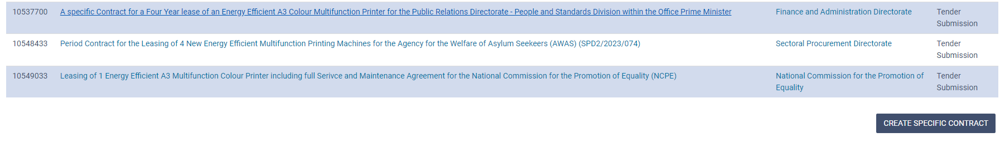 10537700 A specific Contract for a Four Year lease of an Energy Efficient A3 Colour Multifunction Printer for the Public Relations Directorate - People and Standards Division within the Office Prime Minister Finance and Administration Directorate Tender
Submission
10548433 Period Contract for the Leasing of 4 New Energy Efficient Multifunction Printing Machines for the Agency for the Welfare of Asylum Seekers (AWAS) (SPD2/2023/074) Sectoral Procurement Directorate Tender
Submission
10549033 Leasing of 1 Energy Efficient A3 Multifunction Colour Printer including full Serivce and Maintenance Agreement for the National Commission for the Promotion of Equality (NCPE) National Commission for the Promotion of Tender
Equality Submission
CREATE SPECIFIC CONTRACT